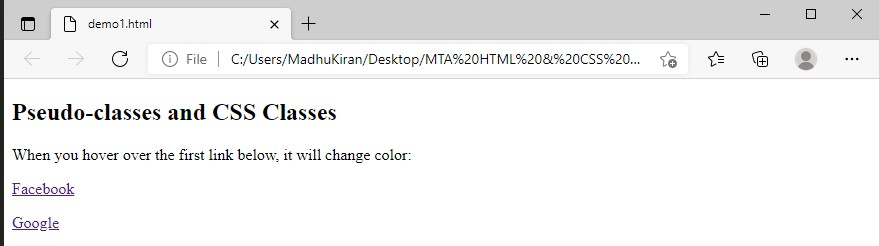 demo1.html
File
C:/Users/MadhuKiran/Desktop/MTA%20HTML%20&%20CSS%20...
Pseudo-classes and CSS Classes
When you hover over the first link below, it will change color:
Facebook
Google